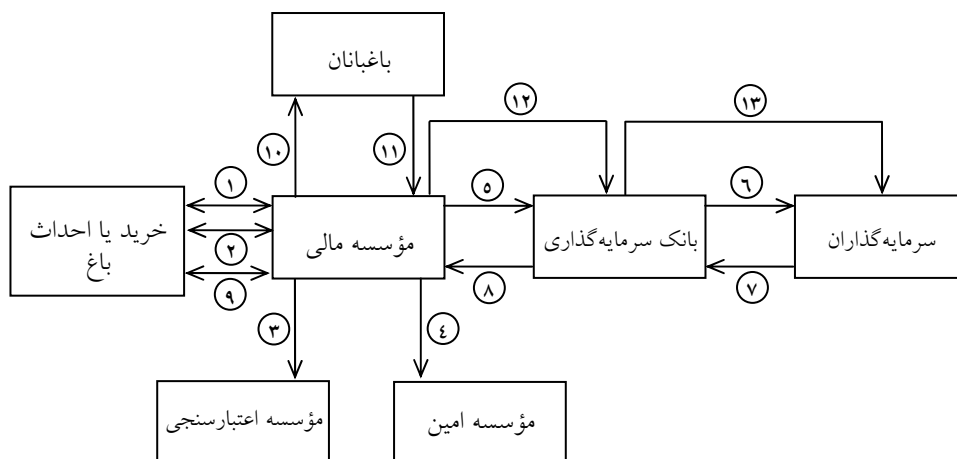 باغبانان
۱۲
۱۳
۱۰
۱۱
۱
۵
۶
خرید یا احداث
باغ
مؤسسه مالی
بانک سرمایه‌گذاری
سرمایه‌گذاران
۲
۹
۸
۷
۳
٤
مؤسسه اعتبارسنجی
مؤسسه امین